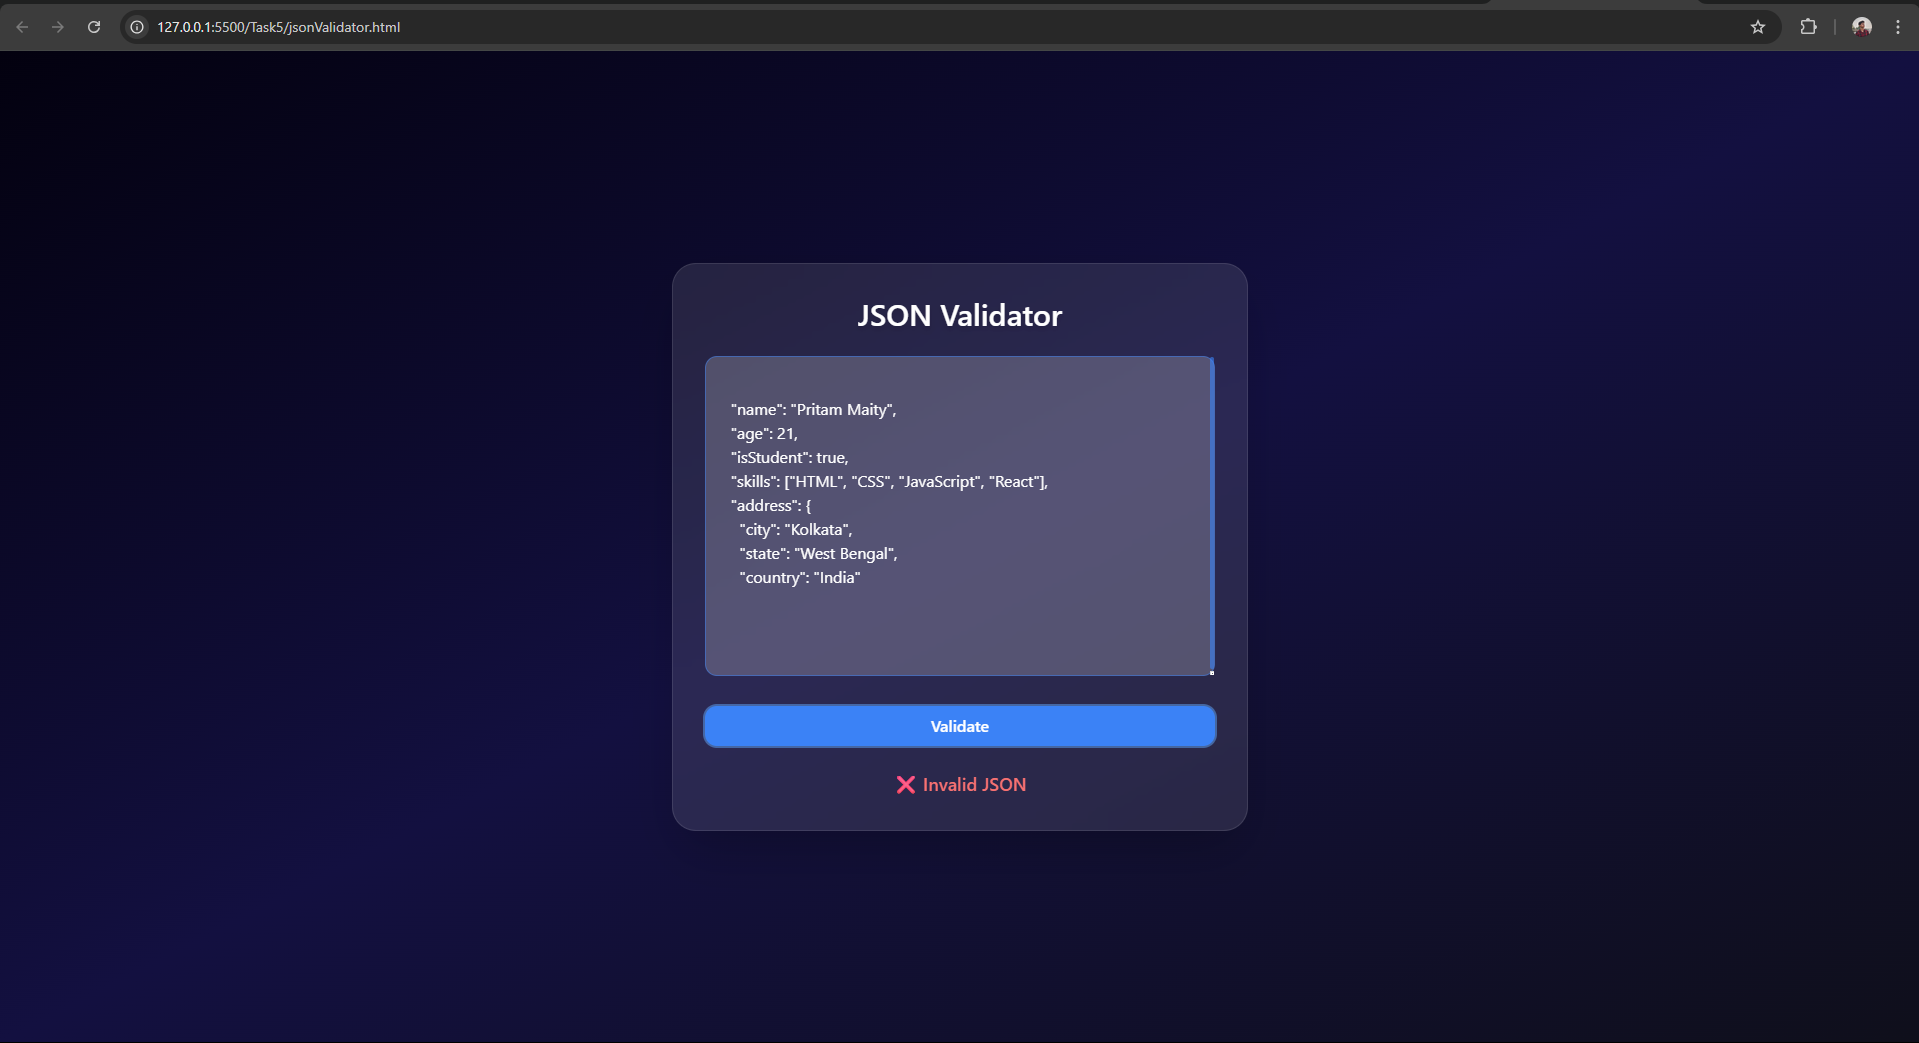 127.0.0.1:5500/Task5/jsonValidator.html
JSON Validator
"name": "Pritam Maity",
"age": 21,
"isStudent": true,
"skills": ["HTML", "CSS", "JavaScript", "React"],
"address": {
"city": "Kolkata",
"state": "West Bengal",
"country": "India"
Validate
❌ Invalid JSON